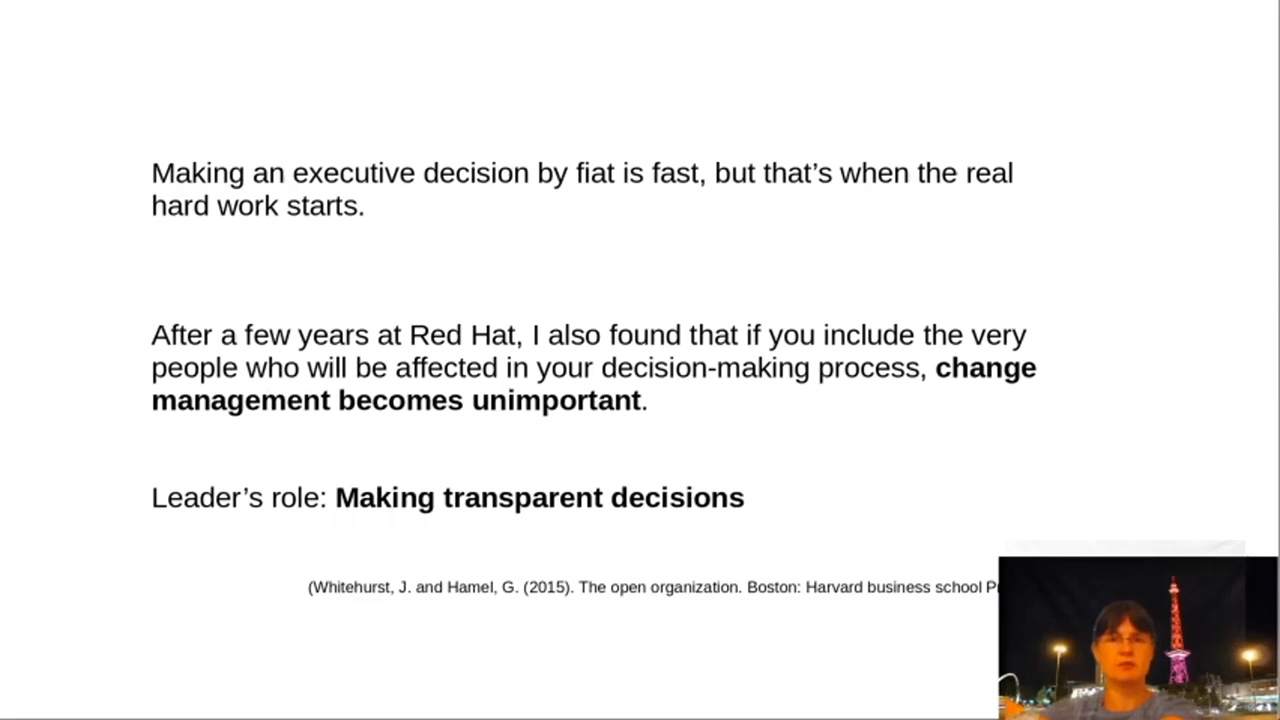 Making an executive decision by fiat is fast, but that’s when the real
hard work starts.
After a few years at Red Hat, I also found that if you include the very
people who will be affected in your decision-making process, change
management becomes unimportant.
Leader’s role: Making transparent decisions
(Whitehurst, J. and Hamel, G. (2015). The open organization. Boston: Harvard business school